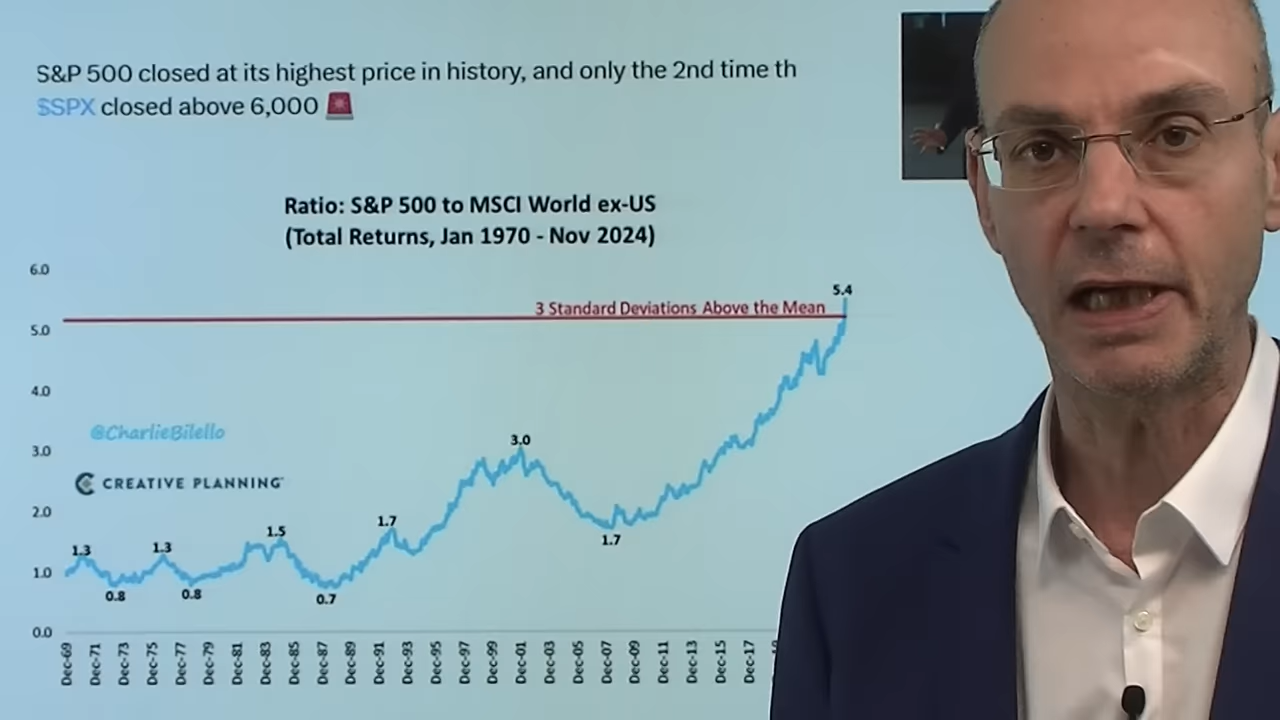 S&P 500 closed at its highest price in history, and only the 2nd time th
$SPX closed above 6,000
Ratio: S&P 500 to MSCI World ex-US
(Total Returns, Jan 1970 - Nov 2024)
6.0
5.4
3 Standard Deviations Above the Mean
5.0
4.0
@CharlieBilello
3.0
3.0
CREATIVE PLANNING
2.0
1.7
1.5
1.7
1.3
1.3
1.0
0.8
0.8
0.7
0.0
Dec-69
Dec-71
Dec-73
Dec-75
Dec-77
Dec-79
Dec-81
Dec-83
Dec-85
Dec-87
Dec-89
Dec-91
Dec-93
Dec-95
Dec-97
Dec-99
Dec-01
Dec-03
Dec-05
Dec-07
Dec-09
Dec-11
Dec-13
Dec-15
Dec-17